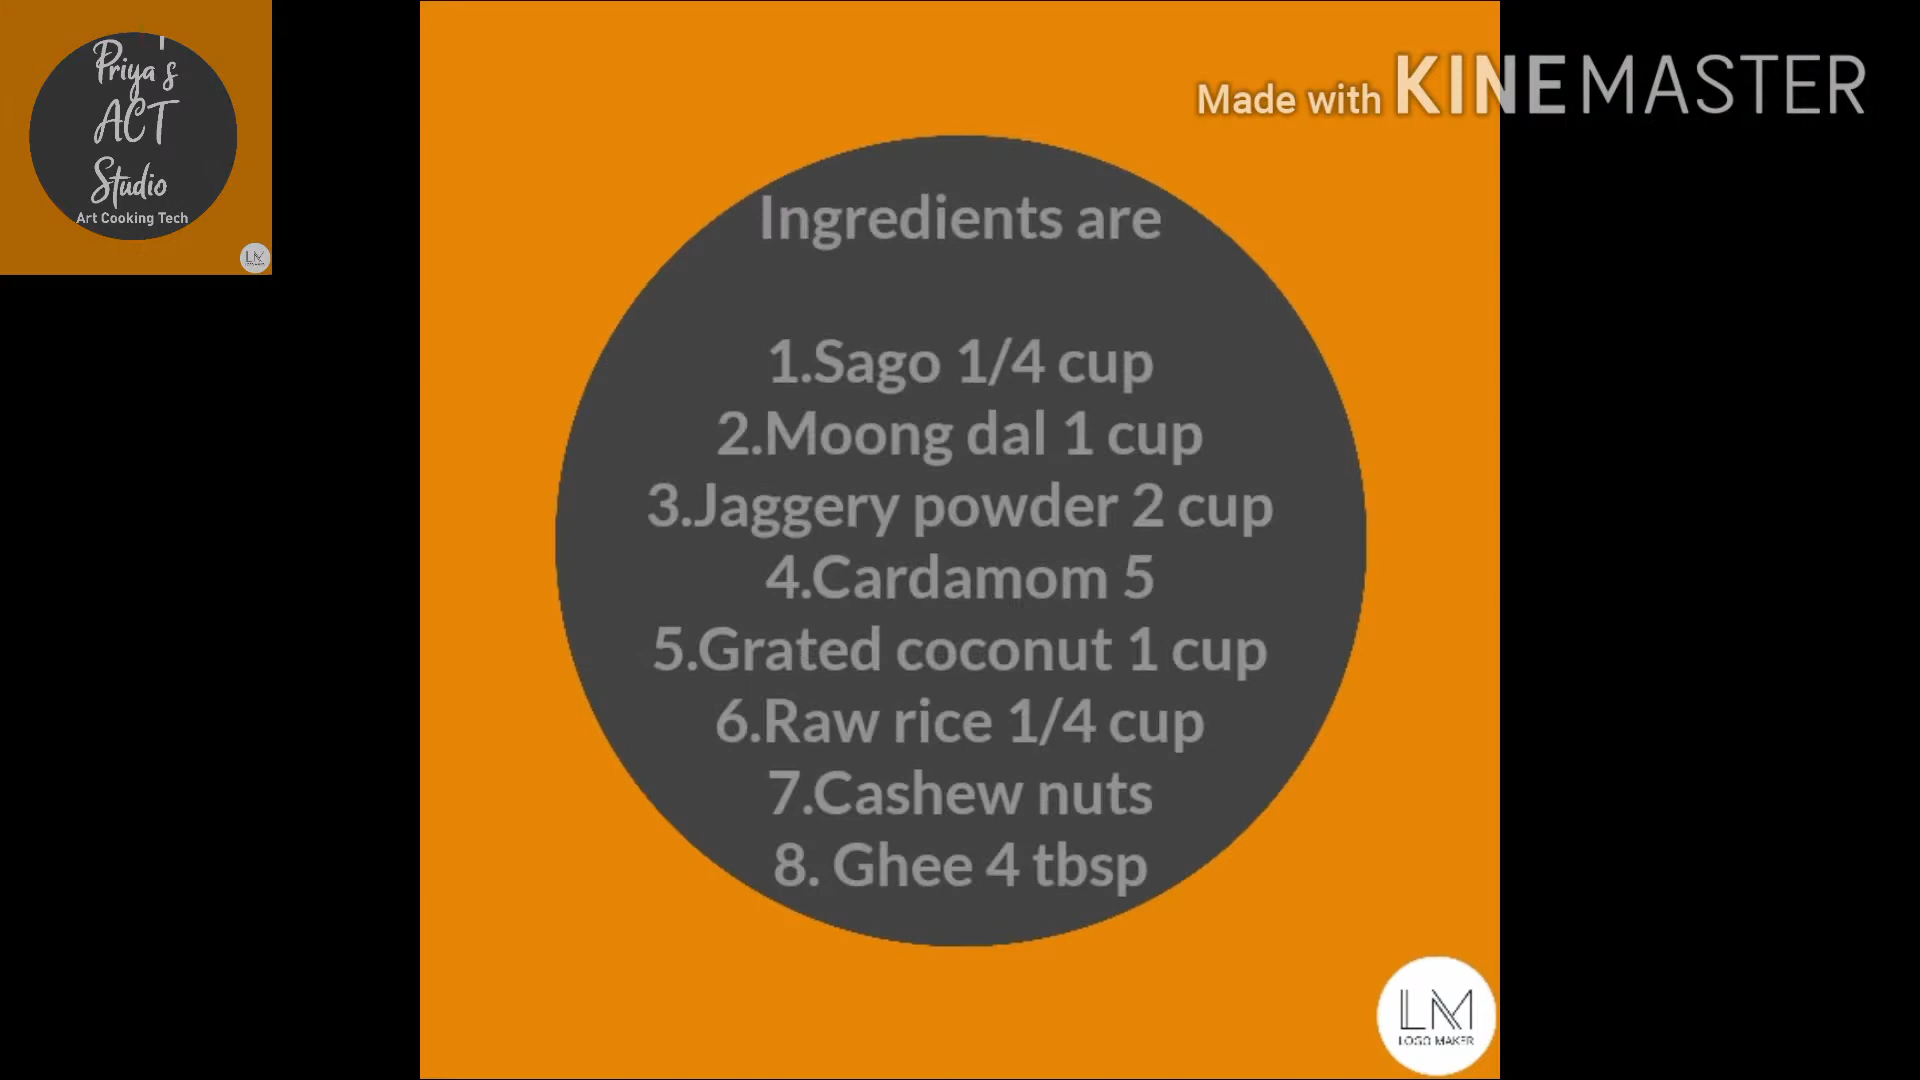 Priya's
ACT
Studio
Art Cooking Tech
LM
Made with KINEMASTER
Ingredients are
1.Sago 1/4 cup
2.Moong dal 1 cup
3.Jaggery powder 2 cup
4.Cardamom 5
5.Grated coconut 1 cup
6.Raw rice 1/4 cup
7.Cashew nuts
8. Ghee 4 tbsp
LM
LOGO MAKER